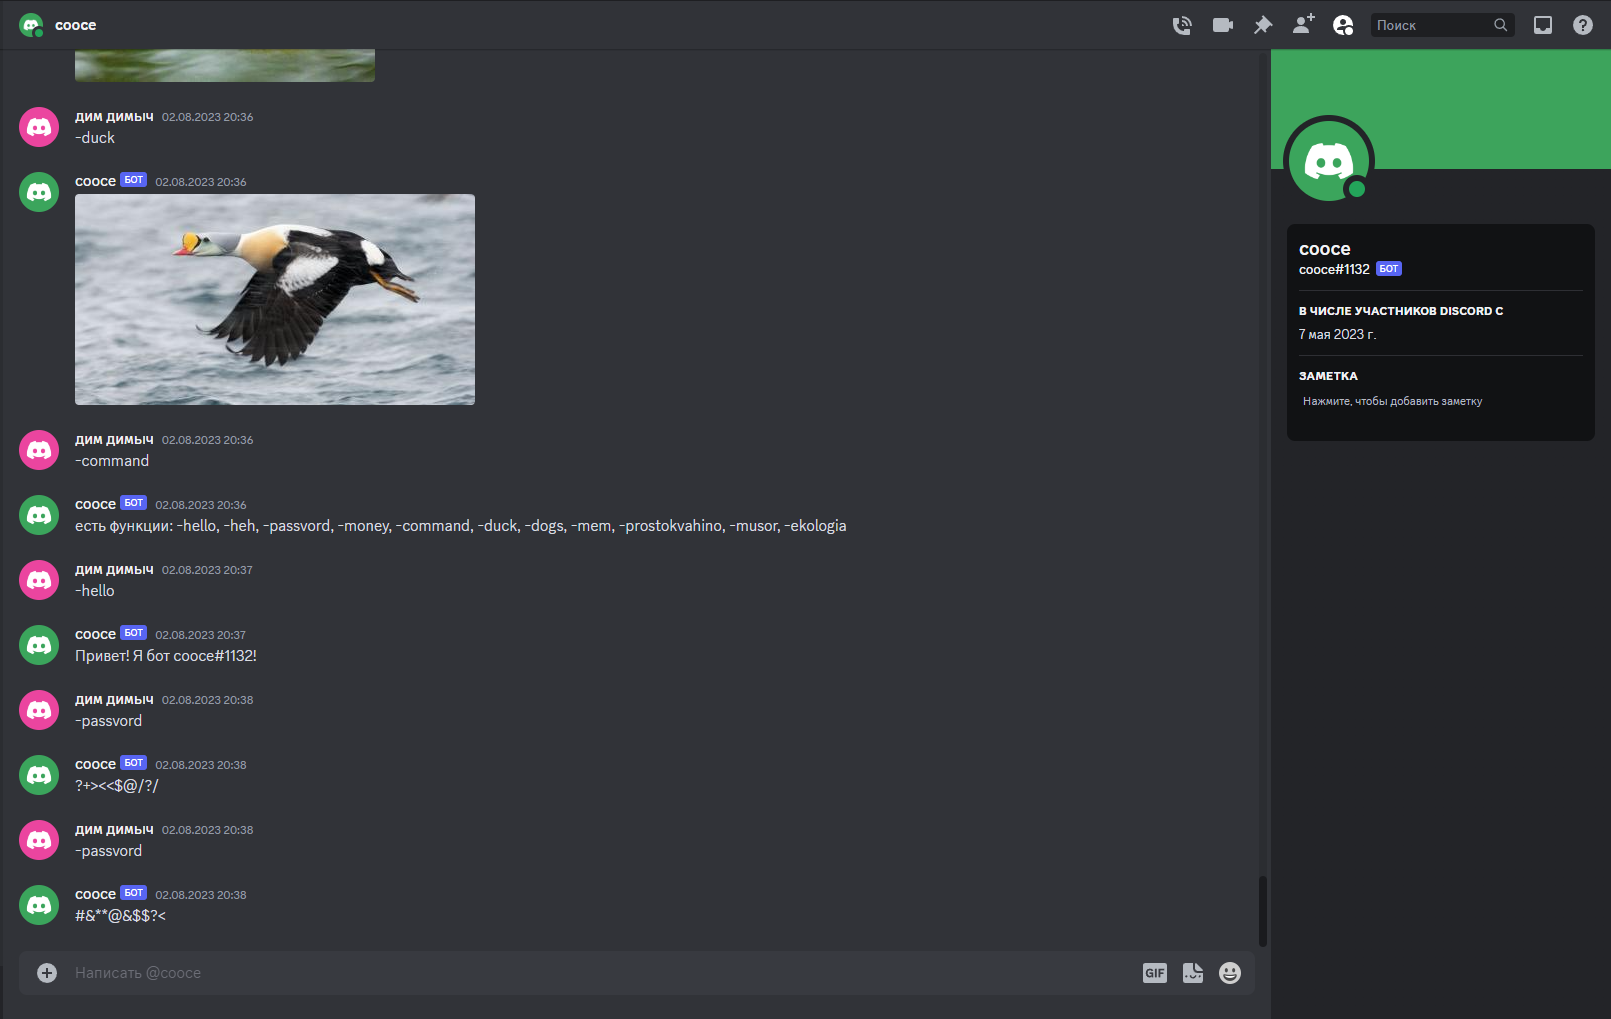 cooce
Поиск
дим димыч 02.08.2023 20:36
-duck
cooce БОТ 02.08.2023 20:36
дим димыч 02.08.2023 20:36
-command
cooce БОТ 02.08.2023 20:36
есть функции: -hello, -heh, -passvord, -money, -command, -duck, -dogs, -mem, -prostokvahino, -musor, -ekologia
дим димыч 02.08.2023 20:37
-hello
cooce БОТ 02.08.2023 20:37
Привет! Я бот cooce#1132!
дим димыч 02.08.2023 20:38
-passvord
cooce БОТ 02.08.2023 20:38
?+><<$@/?/
дим димыч 02.08.2023 20:38
-passvord
cooce БОТ 02.08.2023 20:38
#&**@&$$?<
Написать @cooce
GIF
cooce
cooce#1132 БОТ
В ЧИСЛЕ УЧАСТНИКОВ DISCORD С
7 мая 2023 г.
ЗАМЕТКА
Нажмите, чтобы добавить заметку